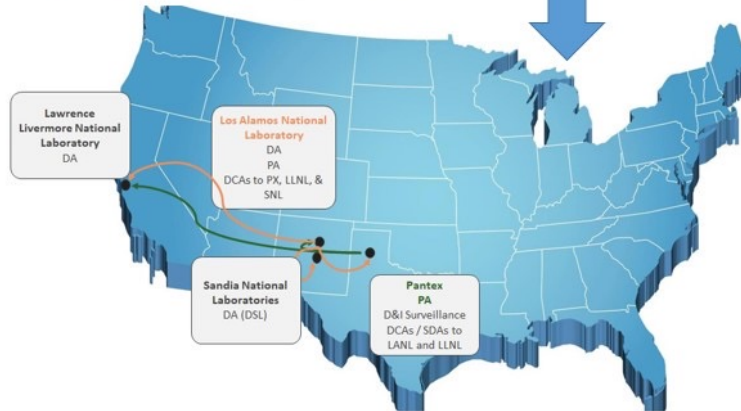 Lawrence
Livermore National
Laboratory
DA
Los Alamos National
Laboratory
DA
PA
DCAs to PX, LLNL, &
SNL
Sandia National
Laboratories
DA (DSL)
Pantex
PA
D&I Surveillance
DCAs / SDAs to
LANL and LLNL